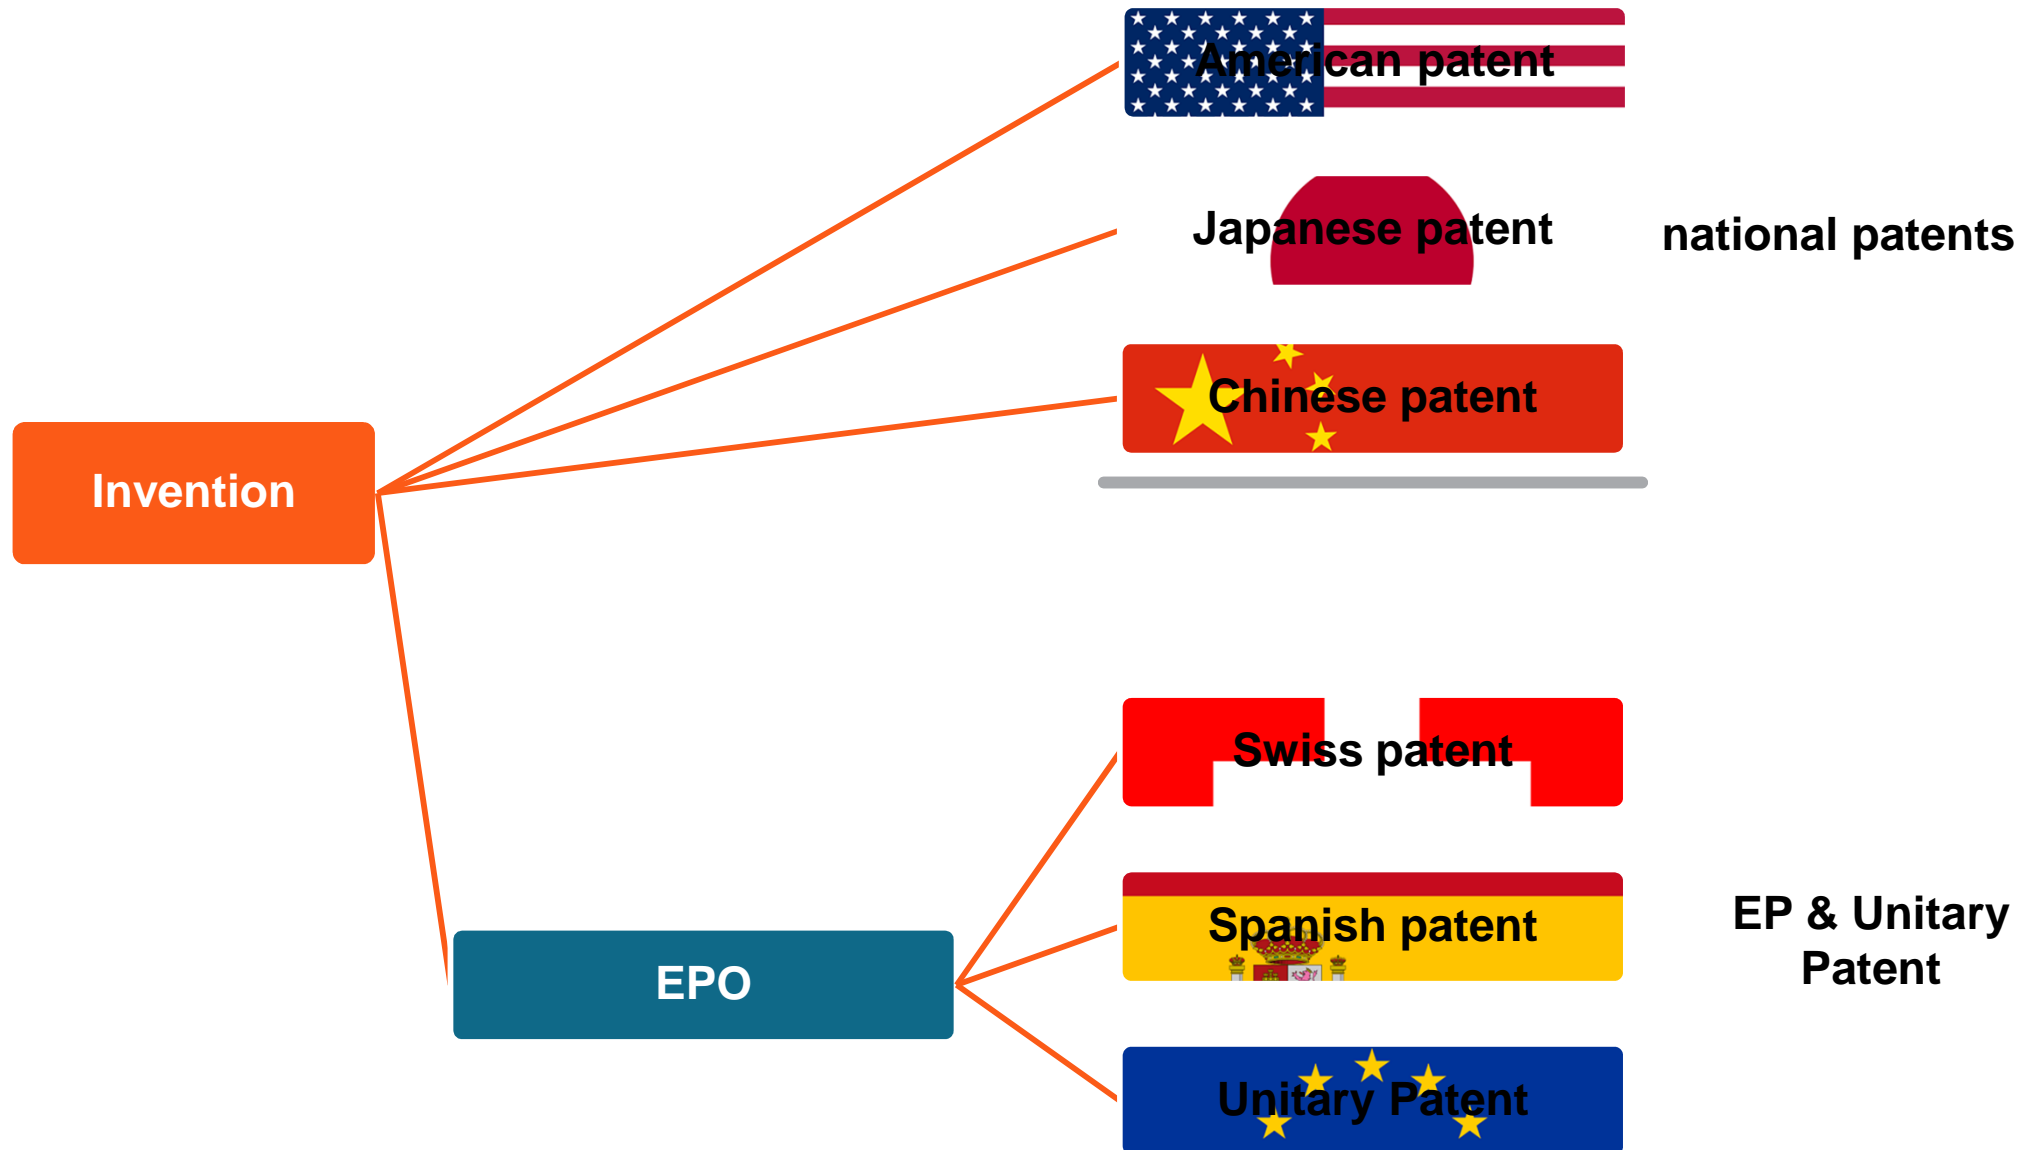 American patent
Japanese patent
national patents
Chinese patent
Invention
Swiss patent
Spanish patent
EP & Unitary
Patent
EPO
Unitary Patent